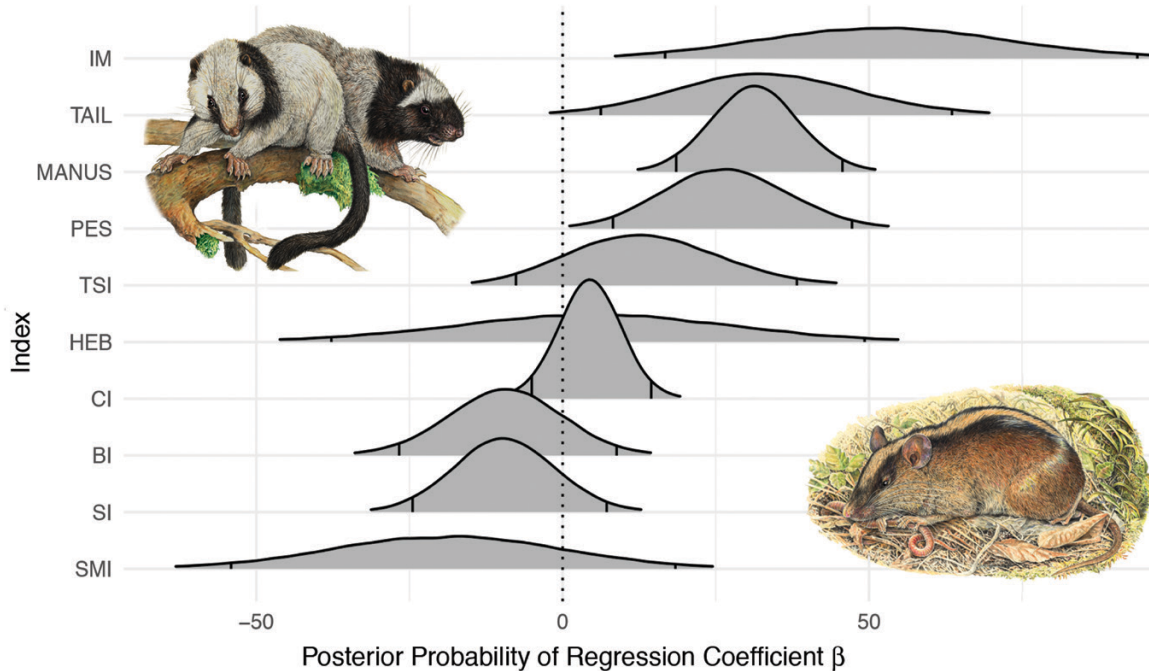 IM
TAIL
MANUS
PES
TSI
HEB
CI
BI
SI
SMI
Index
−50 0 50
Posterior Probability of Regression Coefficient β